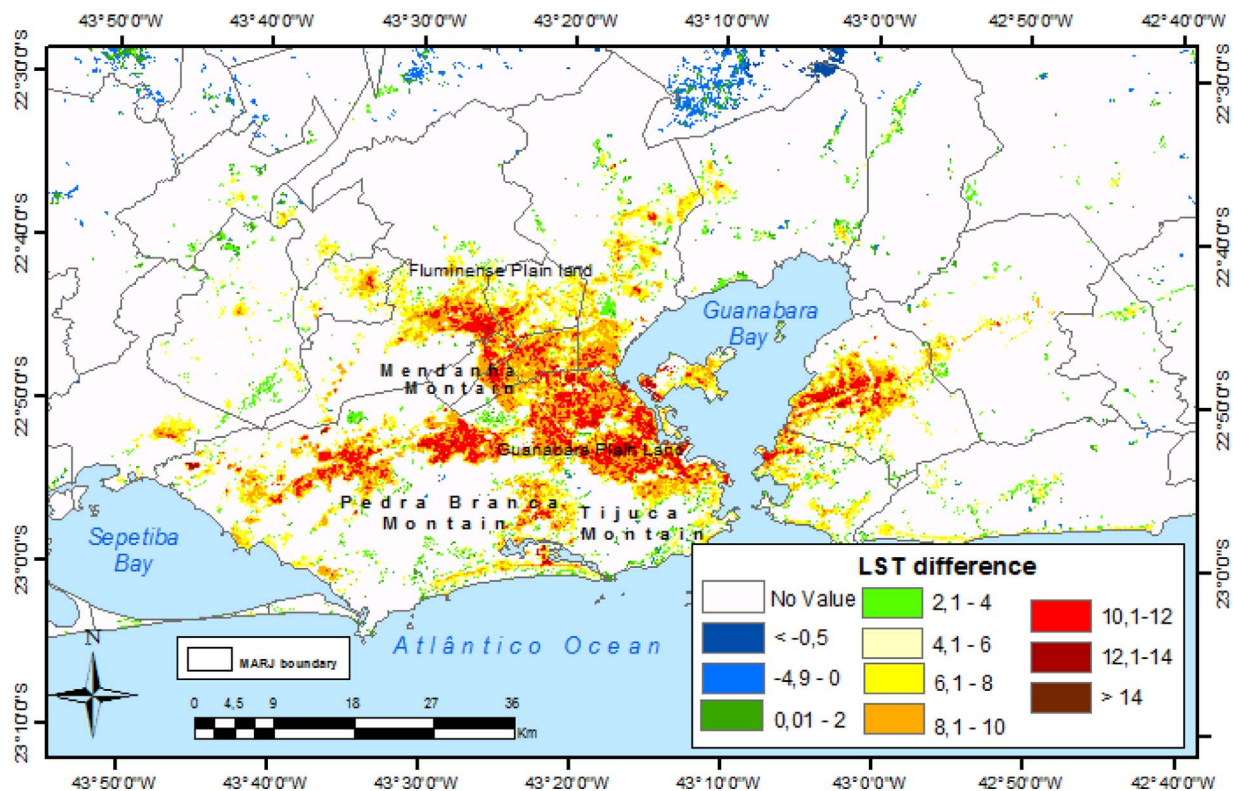 43°50'0"W 43°40'0"W 43°30'0"W 43°20'0"W 43°10'0"W 43°0'0"W 42°50'0"W 42°40'0"W
22°30'0"S
22°30'0"S
22°40'0"S
22°40'0"S
Fluminense Plain land
Guanabara
Bay
Mendanha
Montain
22°50'0"S
22°50'0"S
Guanabara Plain Land
Pedra Branca
Montain
Tijuca
Montain
Sepetiba
Bay
23°0'0"S
23°0'0"S
Atlântico Ocean
N
MARJ boundary
0 4,5 9 18 27 36
Km
LST difference
No Value
< -0,5
-4,9 - 0
0,01 - 2
2,1 - 4
4,1 - 6
6,1 - 8
8,1 - 10
10,1-12
12,1-14
> 14
23°10'0"S
43°50'0"W 43°40'0"W 43°30'0"W 43°20'0"W 43°10'0"W 43°0'0"W 42°50'0"W 42°40'0"W